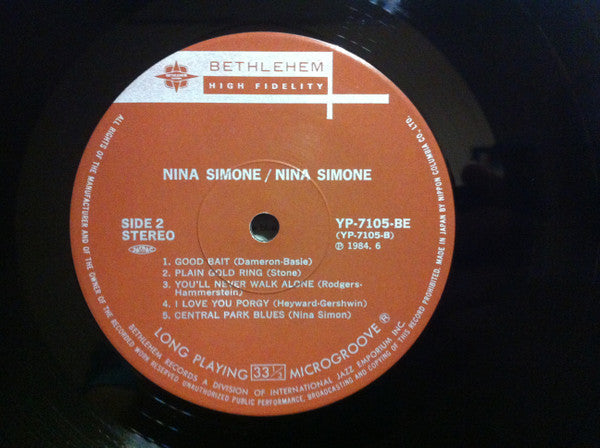 BETHLEHEM
HIGH FIDELITY
NINA SIMONE / NINA SIMONE
SIDE 2
STEREO
YP-7105-BE
(YP-7105-B)
Ⓟ 1984. 6
1. GOOD BAIT (Dameron-Basie)
2. PLAIN GOLD RING (Stone)
3. YOU'LL NEVER WALK ALONE (Rodgers-
Hammerstein)
4. I LOVE YOU PORGY (Heyward-Gershwin)
5. CENTRAL PARK BLUES (Nina Simon)
LONG PLAYING 33 1/3 MICROGROOVE®
BETHLEHEM RECORDS A DIVISION OF INTERNATIONAL JAZZ EMPORIUM INC.
ALL RIGHTS OF THE MANUFACTURER AND OF THE OWNER OF THE RECORDED WORK RESERVED. UNAUTHORIZED PUBLIC PERFORMANCE, BROADCASTING AND COPYING OF THIS RECORD PROHIBITED. MADE IN JAPAN BY NIPPON COLUMBIA CO., LTD.